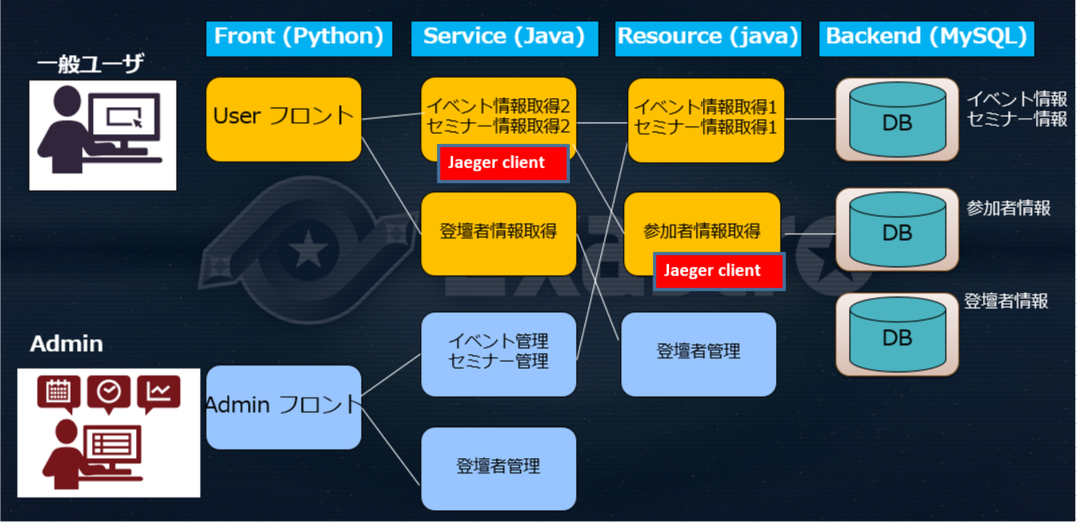 Front (Python)
Service (Java)
Resource (java)
Backend (MySQL)
一般ユーザ
User フロント
イベント情報取得2
セミナー情報取得2
Jaeger client
イベント情報取得1
セミナー情報取得1
DB
イベント情報
セミナー情報
登壇者情報取得
参加者情報取得
Jaeger client
DB
参加者情報
Exastro
Admin
Admin フロント
イベント管理
セミナー管理
登壇者管理
DB
登壇者情報
登壇者管理